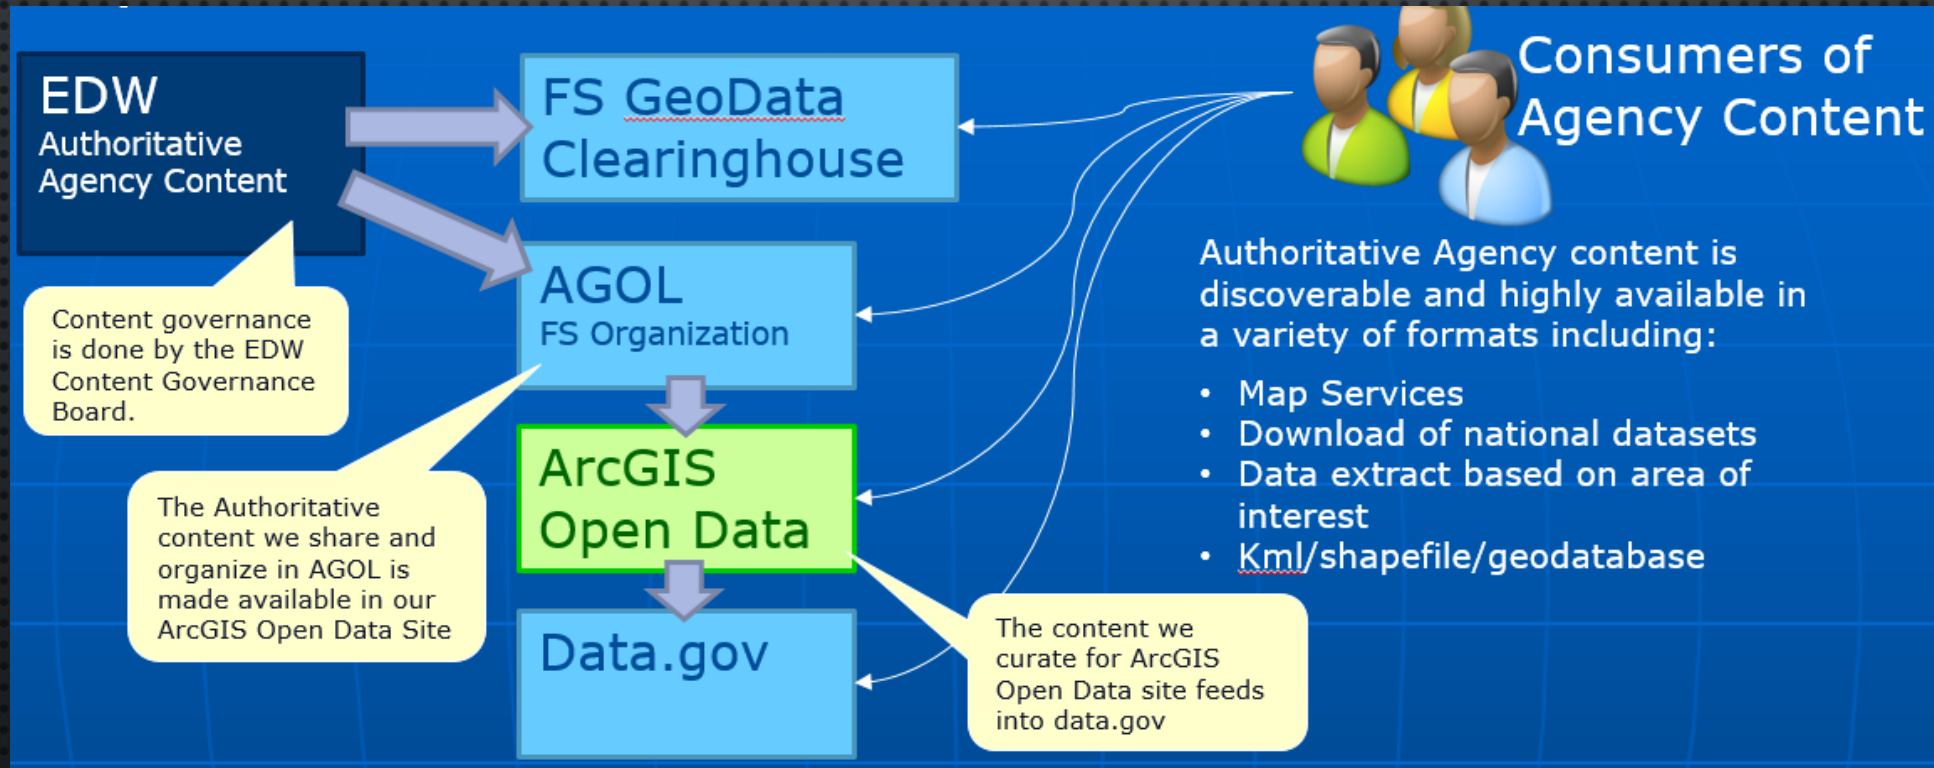 EDW
Authoritative
Agency Content
FS GeoData
Clearinghouse
Consumers of
Agency Content
AGOL
FS Organization
Content governance
is done by the EDW
Content Governance
Board.
Authoritative Agency content is
discoverable and highly available in
a variety of formats including:
• Map Services
• Download of national datasets
• Data extract based on area of
interest
• Kml/shapefile/geodatabase
ArcGIS
Open Data
The Authoritative
content we share and
organize in AGOL is
made available in our
ArcGIS Open Data Site
Data.gov
The content we
curate for ArcGIS
Open Data site feeds
into data.gov